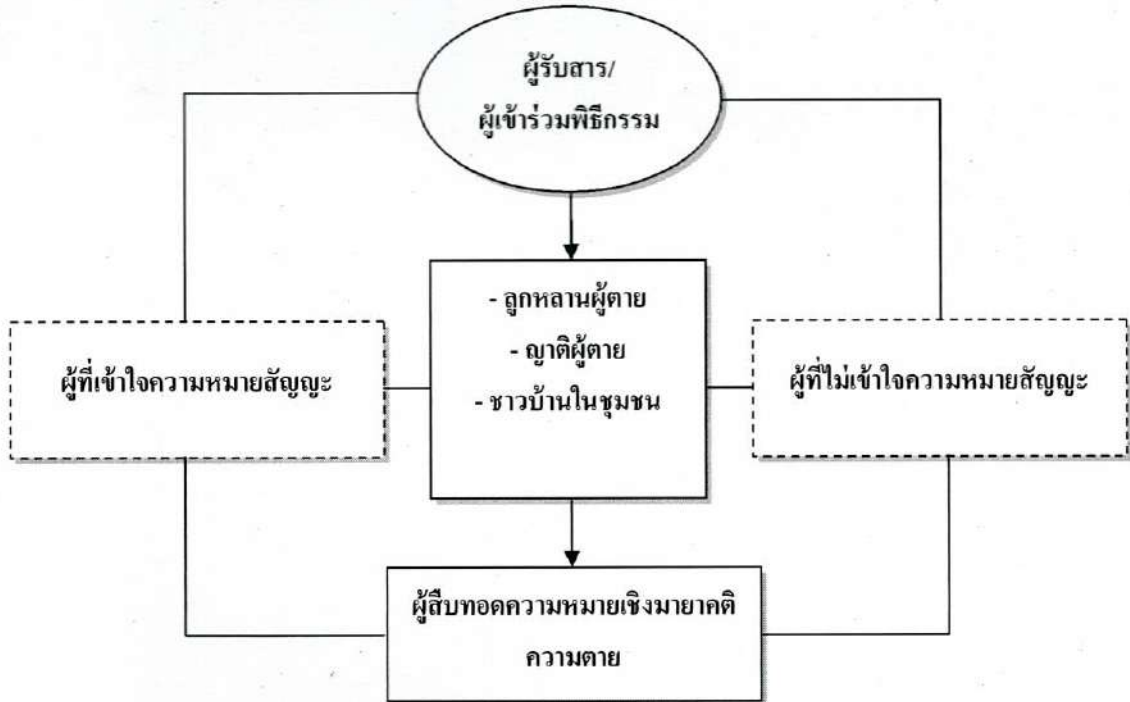 ผู้รับสาร/
ผู้เข้าร่วมพิธีกรรม
- ลูกหลานผู้ตาย
- ญาติผู้ตาย
- ชาวบ้านในชุมชน
ผู้ที่เข้าใจความหมายสัญญะ
ผู้ที่ไม่เข้าใจความหมายสัญญะ
ผู้สืบทอดความหมายเชิงมายาคติ
ความตาย